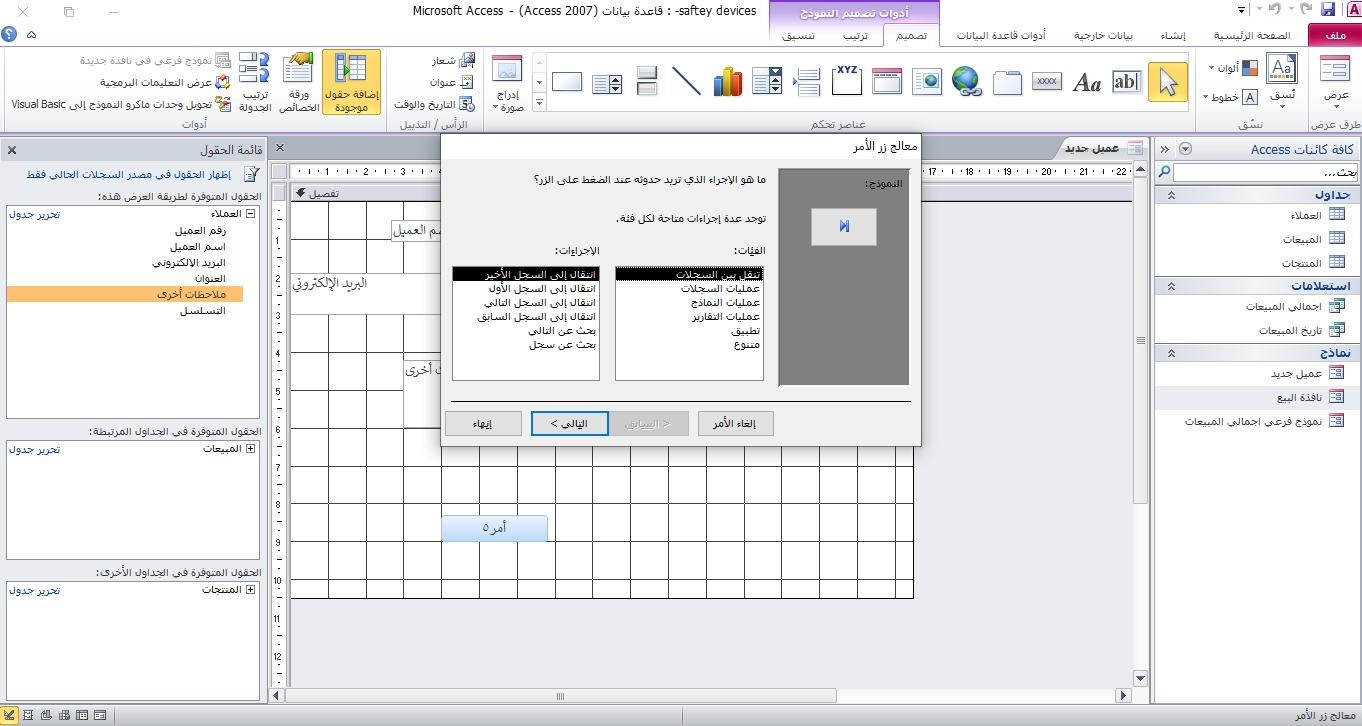 saftey devices- : قاعدة بيانات (Access 2007) - Microsoft Access
أدوات تصميم النموذج
ملف
الصفحة الرئيسية
إنشاء
بيانات خارجية
أدوات قاعدة البيانات
تصميم
ترتيب
تنسيق
عرض
طرق عرض
نُسق
ألوان
خطوط
نسّق
ab|
Aa
xxxx
XYZ
عناصر تحكم
إدراج صورة
شعار
عنوان
التاريخ والوقت
الرأس / التذييل
إضافة حقول موجودة
ورقة الخصائص
ترتيب الجدولة
نموذج فرعي في نافذة جديدة
عرض التعليمات البرمجية
تحويل وحدات ماكرو النموذج إلى Visual Basic
أدوات
كافة كائنات Access
بحث...
جداول
العملاء
المبيعات
المنتجات
استعلامات
اجمالي المبيعات
تاريخ المبيعات
نماذج
عميل جديد
نافذة البيع
نموذج فرعي اجمالي المبيعات
عميل جديد
تفصيل
البريد الإلكتروني
أمر٥
معالج زر الأمر
النموذج:
ما هو الإجراء الذي تريد حدوثه عند الضغط على الزر؟
توجد عدة إجراءات متاحة لكل فئة.
الفئات:
تنقل بين السجلات
عمليات السجلات
عمليات النماذج
عمليات التقارير
تطبيق
متنوع
الإجراءات:
انتقال إلى السجل الأخير
انتقال إلى السجل الأول
انتقال إلى السجل التالي
انتقال إلى السجل السابق
بحث عن التالي
بحث عن سجل
إلغاء الأمر
< السابق
التالي >
إنهاء
قائمة الحقول
إظهار الحقول في مصدر السجلات الحالي فقط
الحقول المتوفرة لطريقة العرض هذه:
العملاء
تحرير جدول
رقم العميل
اسم العميل
البريد الإلكتروني
العنوان
ملاحظات أخرى
التسلسل
الحقول المتوفرة في الجداول المرتبطة:
المبيعات
تحرير جدول
الحقول المتوفرة في الجداول الأخرى:
المنتجات
تحرير جدول
معالج زر الأمر